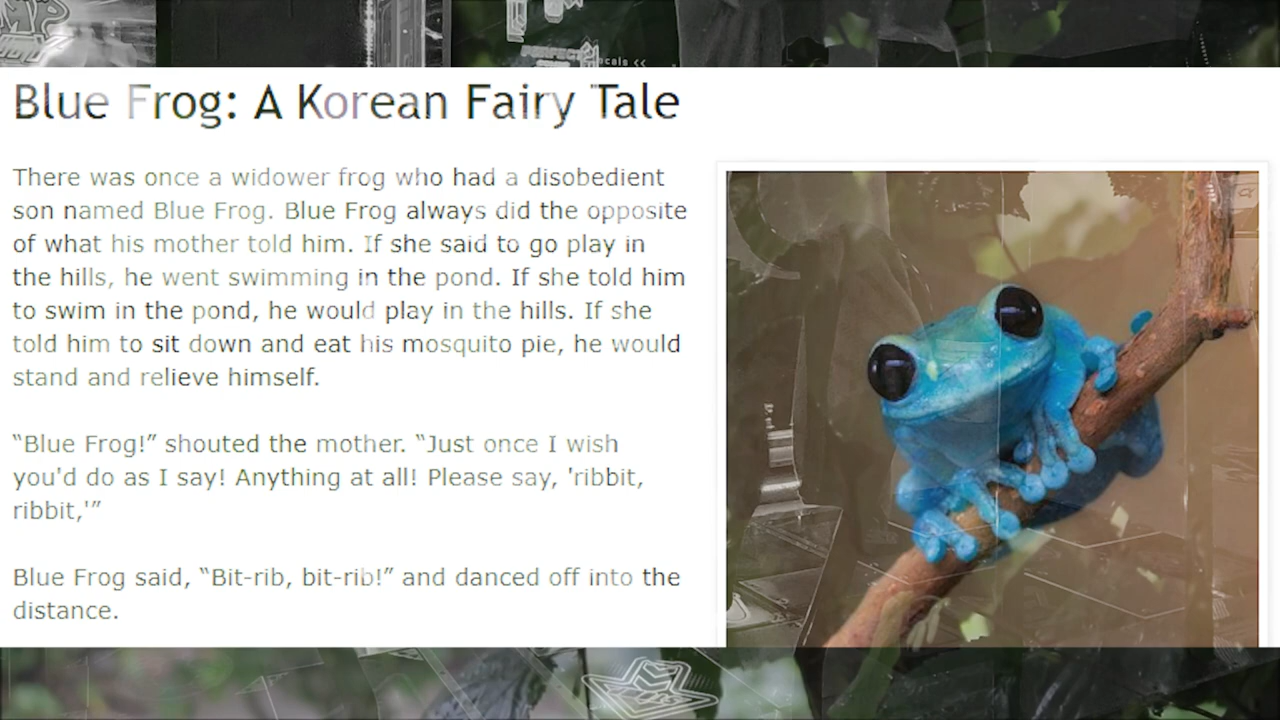 Blue Frog: A Korean Fairy Tale
There was once a widower frog who had a disobedient
son named Blue Frog. Blue Frog always did the opposite
of what his mother told him. If she said to go play in
the hills, he went swimming in the pond. If she told him
to swim in the pond, he would play in the hills. If she
told him to sit down and eat his mosquito pie, he would
stand and relieve himself.
“Blue Frog!” shouted the mother. “Just once I wish
you'd do as I say! Anything at all! Please say, 'ribbit,
ribbit,'”
Blue Frog said, “Bit-rib, bit-rib!” and danced off into the
distance.